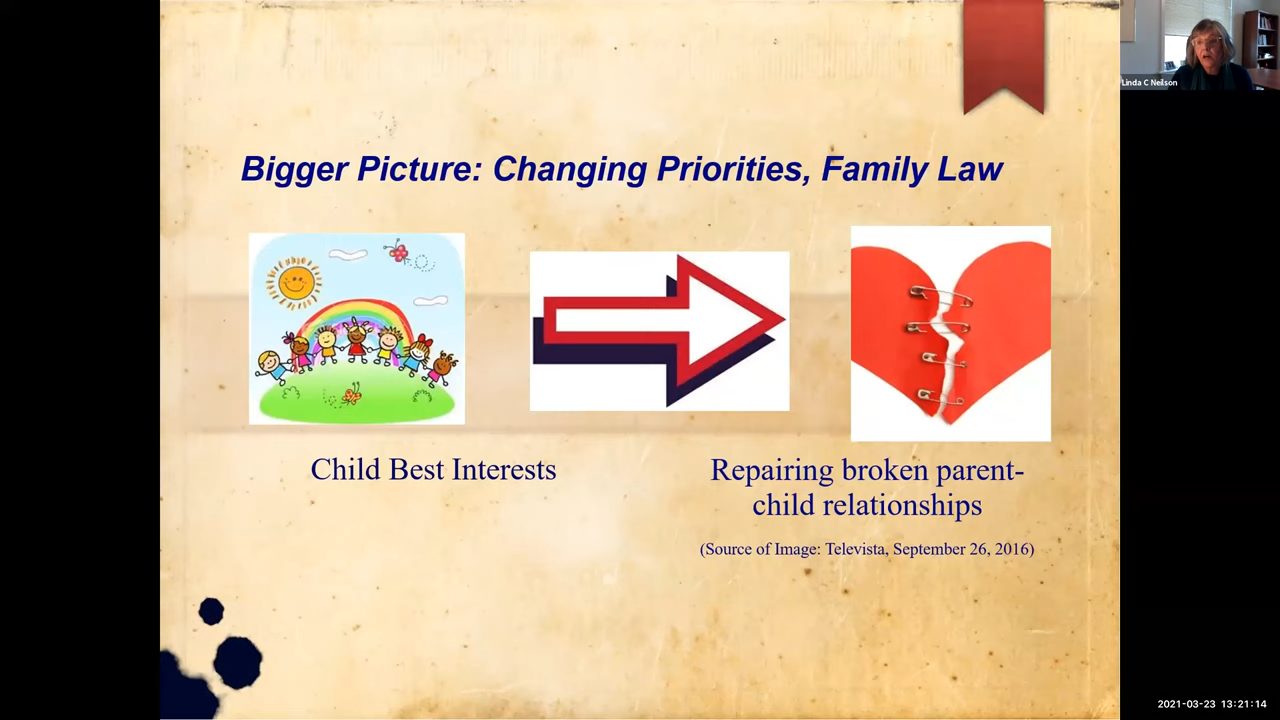 Linda C Neilson
Bigger Picture: Changing Priorities, Family Law
Child Best Interests
Repairing broken parent-
child relationships
(Source of Image: Televista, September 26, 2016)
2021-03-23 13:21:14